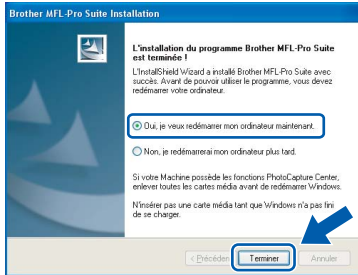 Brother MFL-Pro Suite Installation
L'installation du programme Brother MFL-Pro Suite
est terminée !
L'InstallShield Wizard a installé Brother MFL-Pro Suite avec
succès. Avant de pouvoir utiliser le programme, vous devez
redémarrer votre ordinateur.
Oui, je veux redémarrer mon ordinateur maintenant.
Non, je redémarrerai mon ordinateur plus tard.
Si votre Machine possède les fonctions PhotoCapture Center,
enlever toutes les cartes média avant de redémarrer Windows.
N'insérer pas une carte média tant que Windows n'a pas fini
de se charger.
< Précéden Terminer Annuler